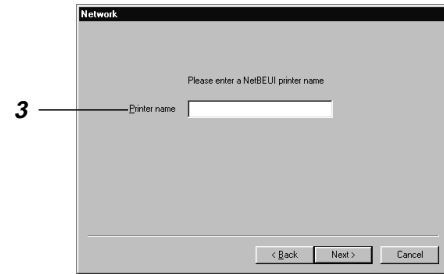 Network
Please enter a NetBEUI printer name
3
Printer name
< Back Next > Cancel